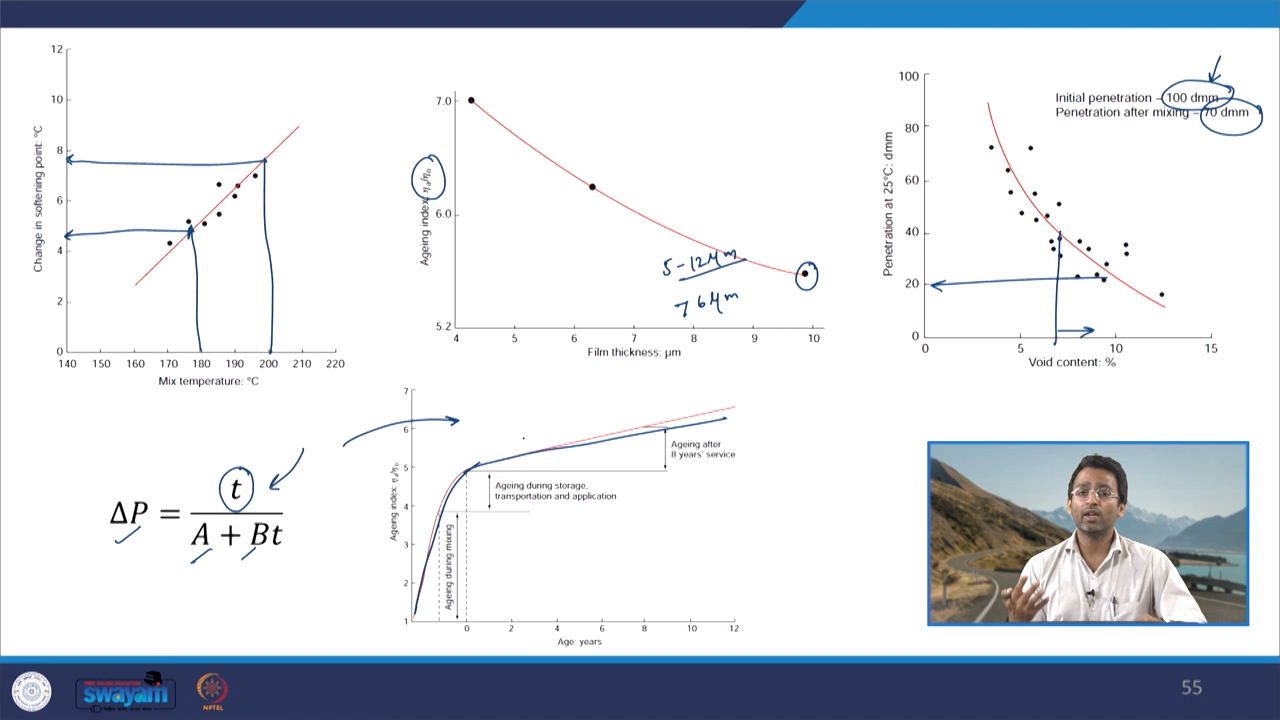 12
10
8
6
4
2
0
Change in softening point: °C
140 150 160 170 180 190 200 210 220
Mix temperature: °C
7.0
6.0
5.2
Ageing index: ηa/ηo
4 5 6 7 8 9 10
Film thickness: µm
5-12 µm
7 6 µm
Initial penetration – 100 dmm
Penetration after mixing – 70 dmm
100
80
60
40
20
0
Penetration at 25°C: dmm
0 5 10 15
Void content: %
ΔP = t / (A + Bt)
7
6
5
4
3
2
1
Ageing index: ηa/ηo
Ageing during mixing
Ageing during storage,
transportation and application
Ageing after
8 years' service
0 2 4 6 8 10 12
Age: years
swayam
NPTEL
55